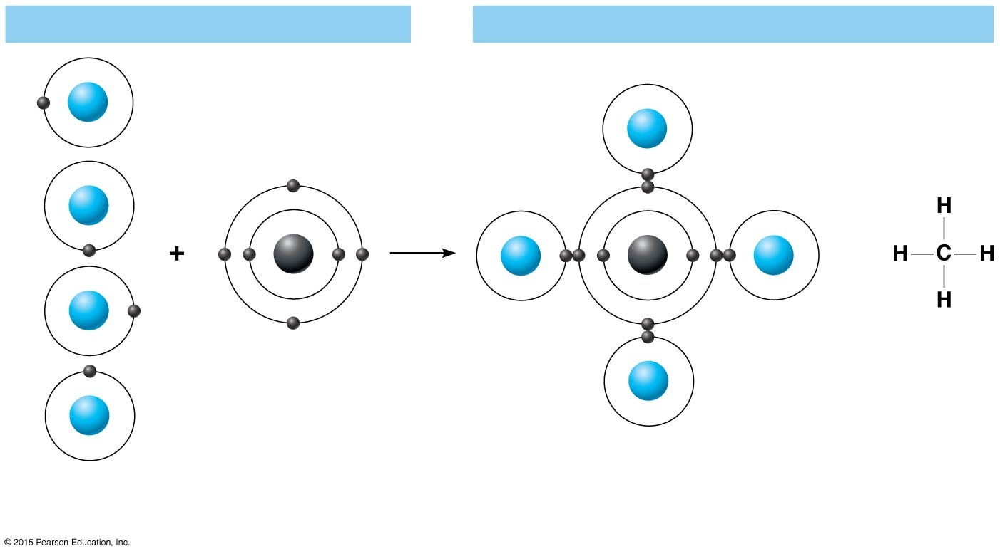 +
H
H—C—H
H
© 2015 Pearson Education, Inc.